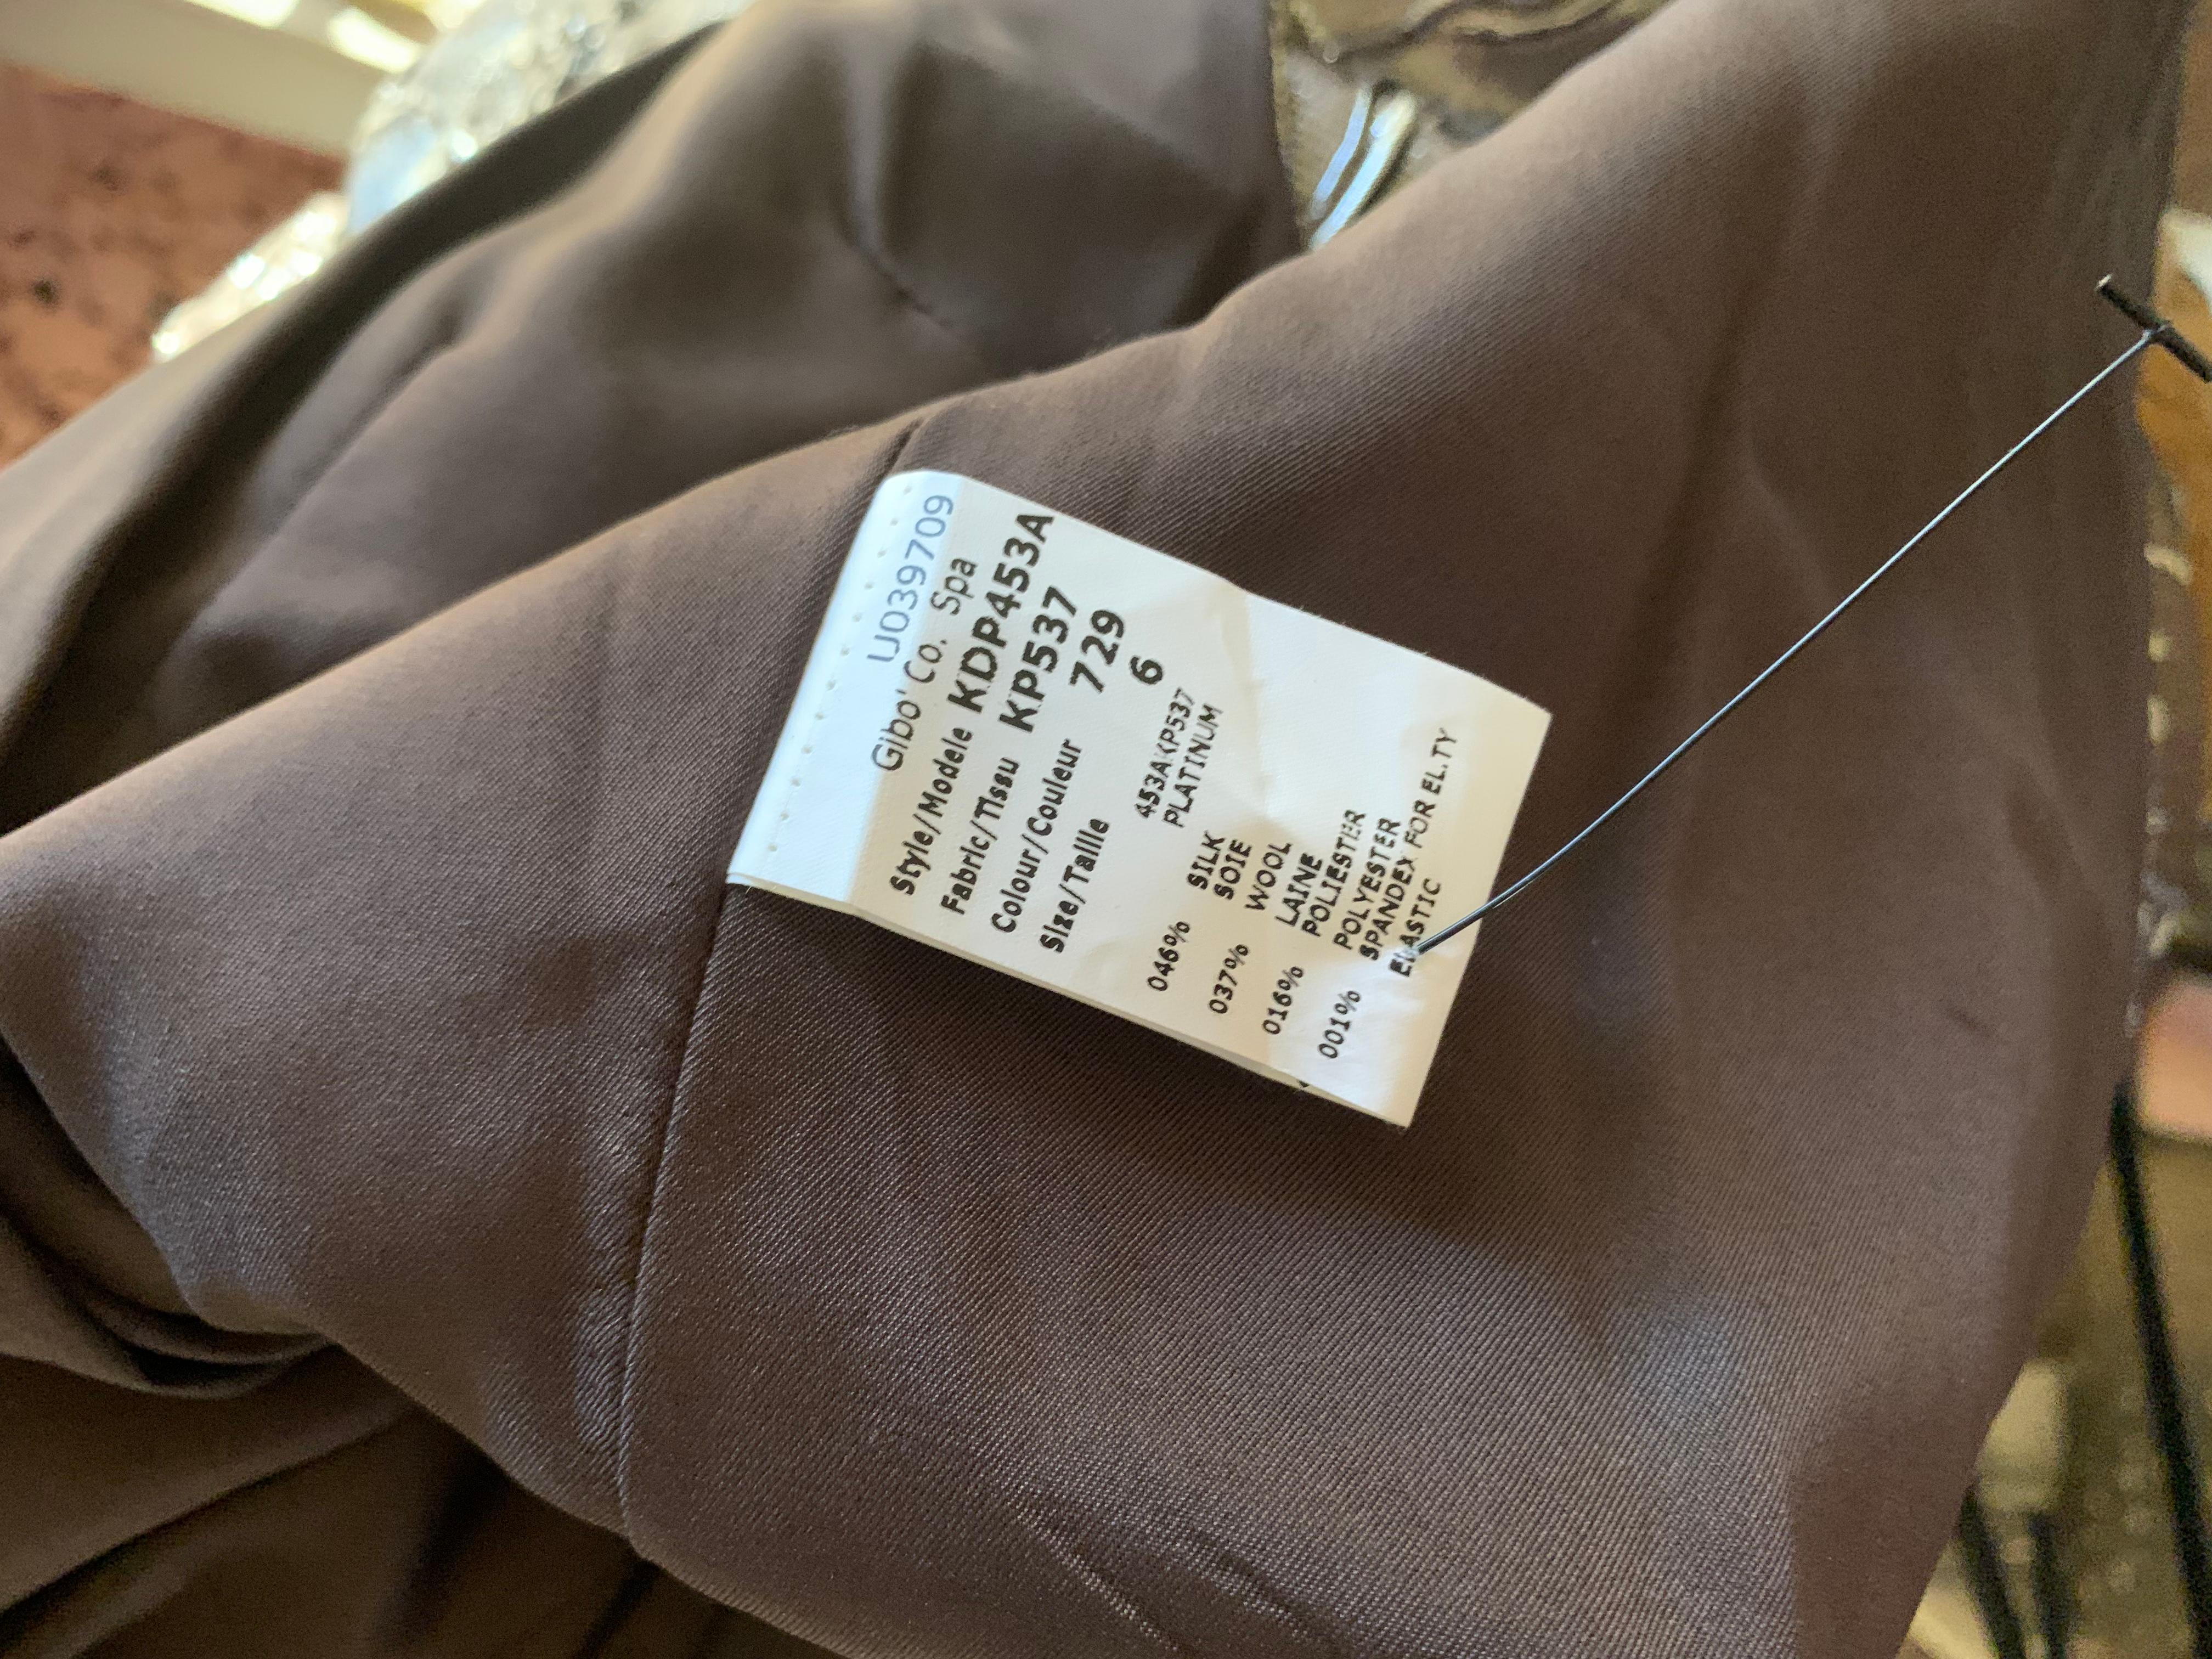 U039709
Gibo' Co. Spa
Style/Modele KDP453A
Fabric/Tissu KP537
Colour/Couleur 729
Size/Taille 6
453AKP537
PLATINUM
046% SILK
SOIE
037% WOOL
LAINE
016% POLIESTER
POLYESTER
001% SPANDEX FOR EL.TY
ELASTIC